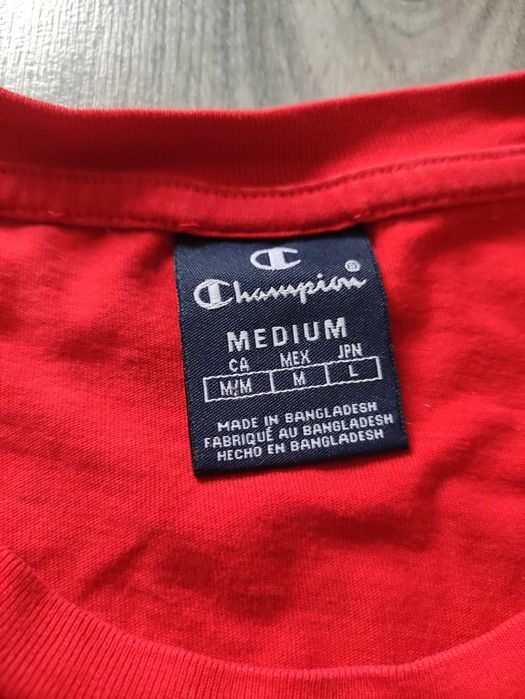 Champion®
MEDIUM
CA MEX JPN
M/M M L
MADE IN BANGLADESH
FABRIQUÉ AU BANGLADESH
HECHO EN BANGLADESH